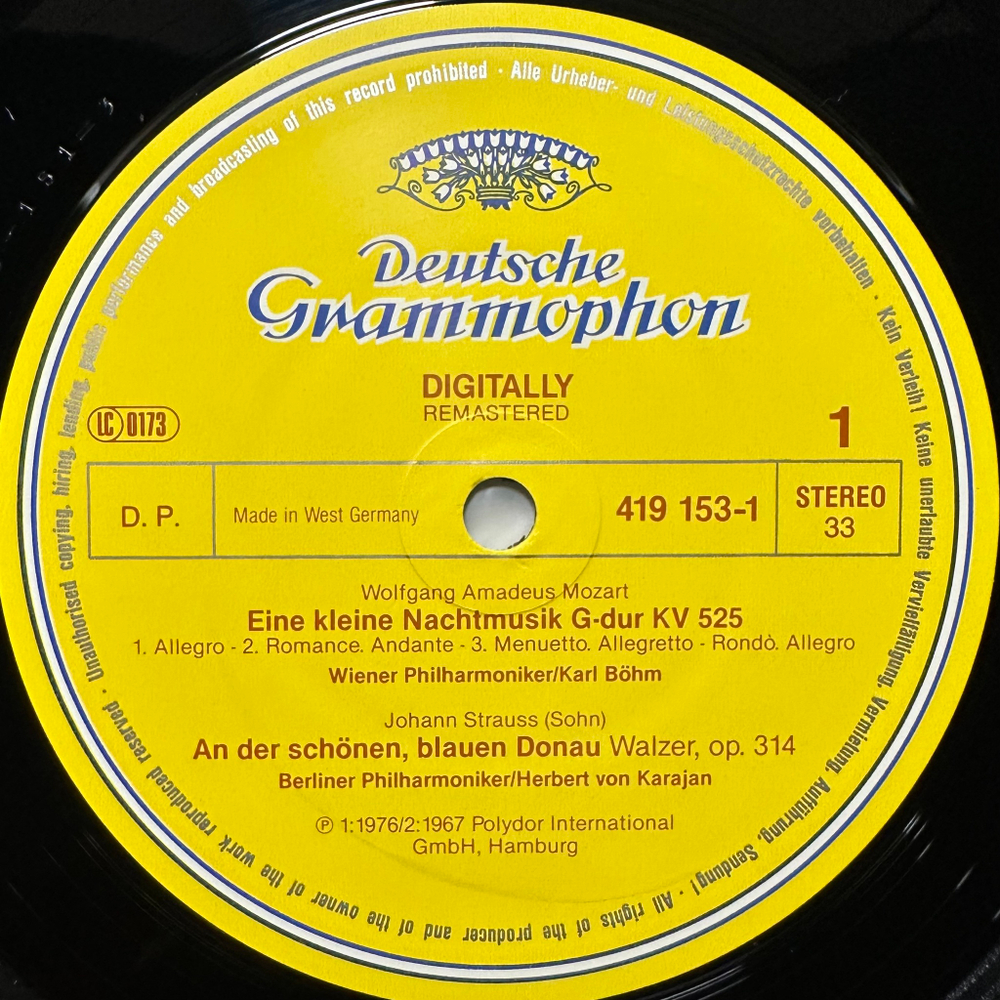 Unauthorised copying, hiring, lending, public performance and broadcasting of this record prohibited · Alle Urheber- und Leistungsschutzrechte vorbehalten · Kein Verleih! Keine unerlaubte Vervielfältigung, Vermietung, Aufführung, Sendung! · All rights of the producer and of the owner of the work reproduced reserved ·
Deutsche
Grammophon
DIGITALLY
REMASTERED
LC 0173
1
D. P.
Made in West Germany
419 153-1
STEREO
33
Wolfgang Amadeus Mozart
Eine kleine Nachtmusik G-dur KV 525
1. Allegro - 2. Romance. Andante - 3. Menuetto. Allegretto - Rondò. Allegro
Wiener Philharmoniker/Karl Böhm
Johann Strauss (Sohn)
An der schönen, blauen Donau Walzer, op. 314
Berliner Philharmoniker/Herbert von Karajan
℗ 1:1976/2:1967 Polydor International
GmbH, Hamburg